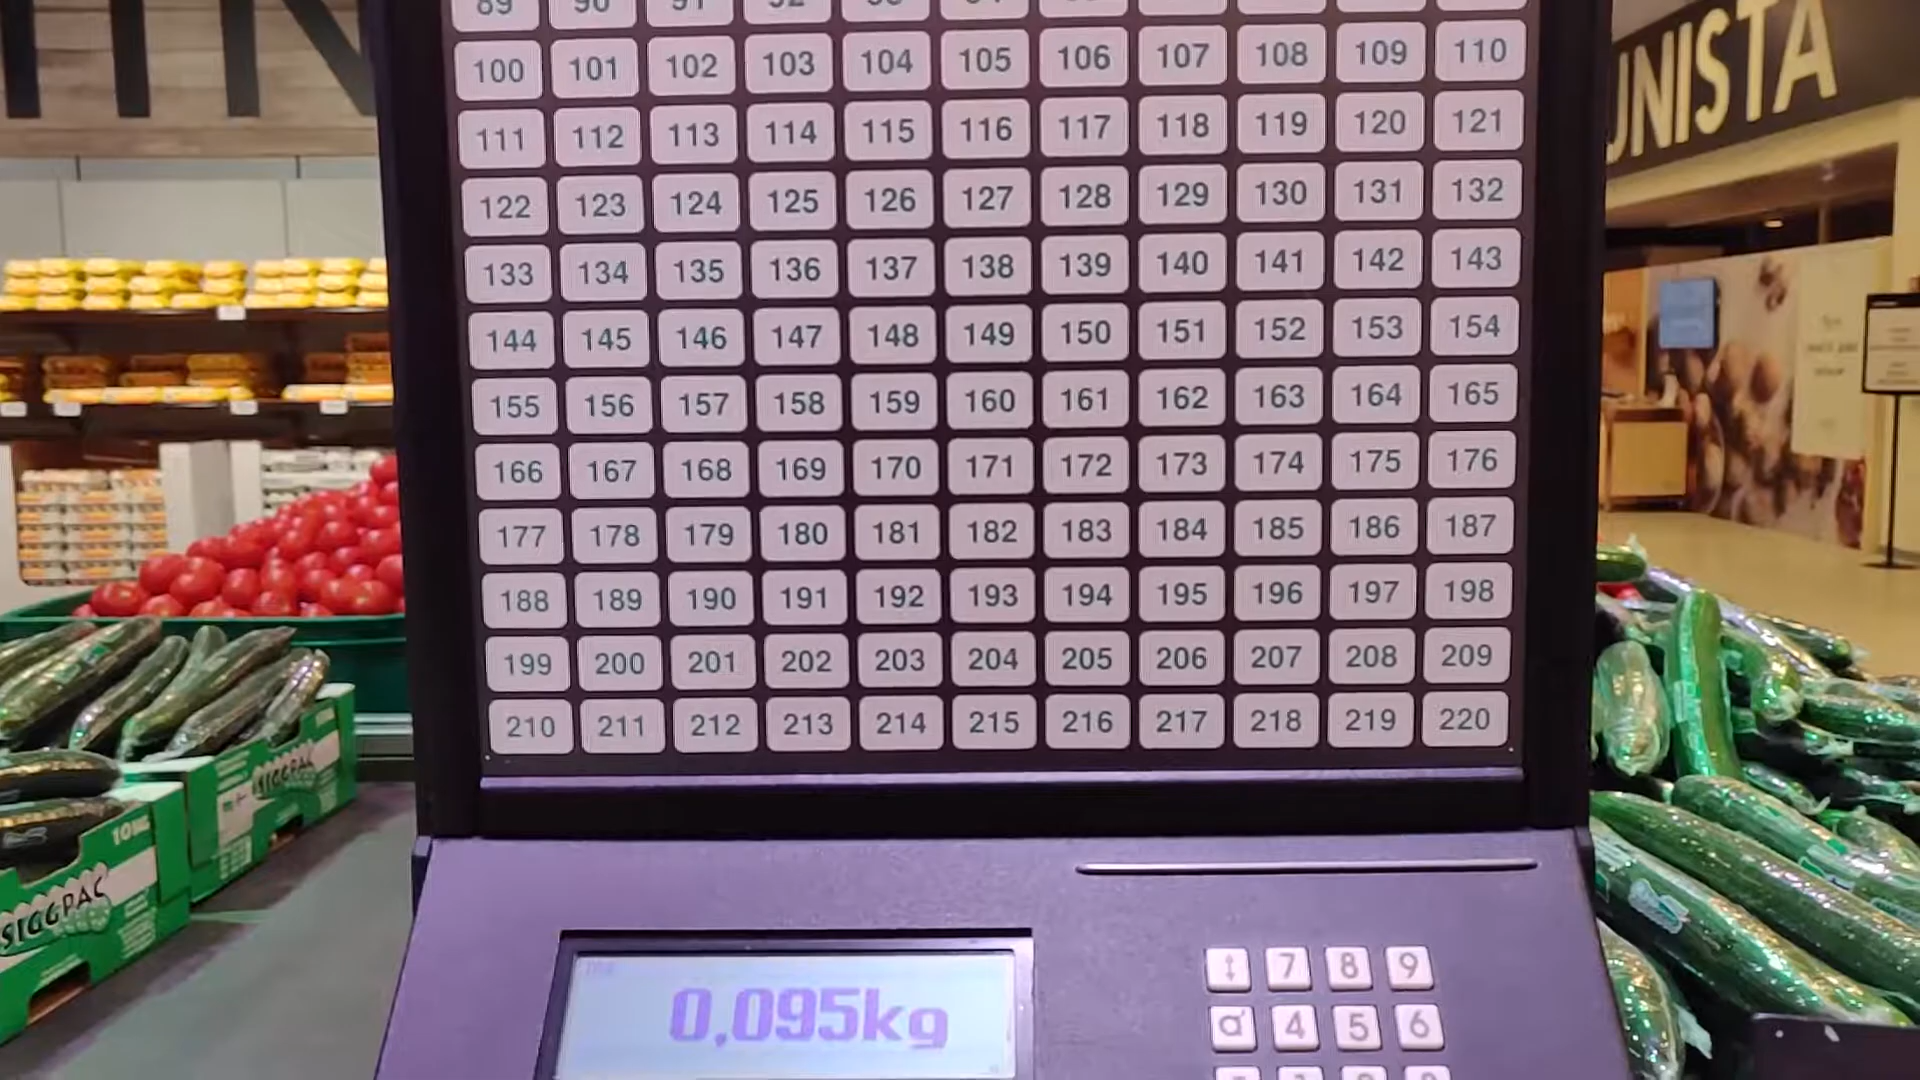 89 90 91 92
100 101 102 103 104 105 106 107 108 109 110
111 112 113 114 115 116 117 118 119 120 121
122 123 124 125 126 127 128 129 130 131 132
133 134 135 136 137 138 139 140 141 142 143
144 145 146 147 148 149 150 151 152 153 154
155 156 157 158 159 160 161 162 163 164 165
166 167 168 169 170 171 172 173 174 175 176
177 178 179 180 181 182 183 184 185 186 187
188 189 190 191 192 193 194 195 196 197 198
199 200 201 202 203 204 205 206 207 208 209
210 211 212 213 214 215 216 217 218 219 220
UNISTA
SIGGPAC
10KG
SIGGPAC
0,095kg
7 8 9
a 4 5 6